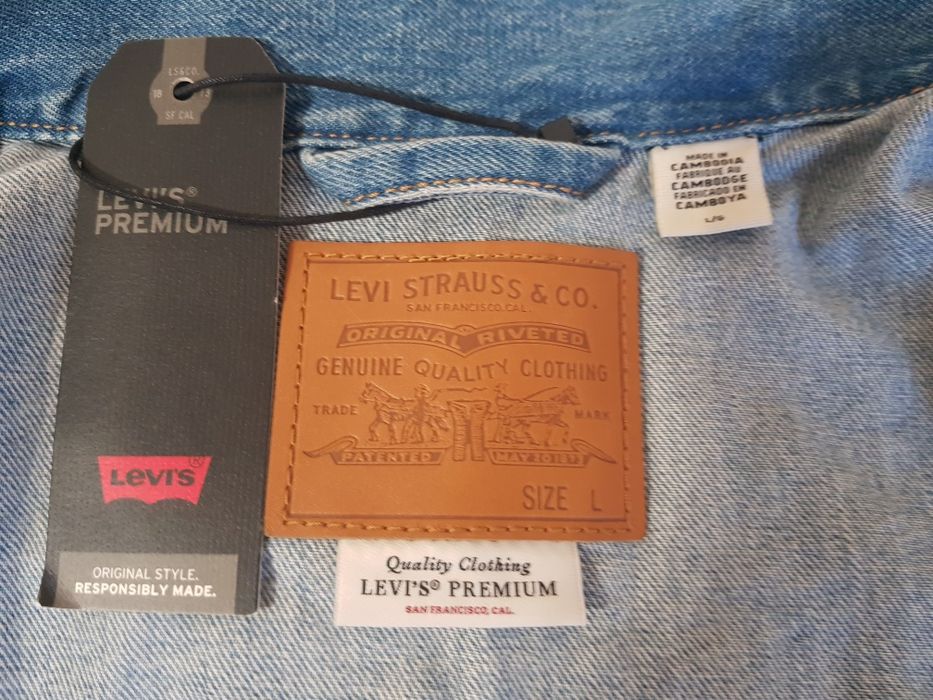 LS&CO.
18 73
SF CAL
LEVI'S®
PREMIUM
Levi's®
ORIGINAL STYLE.
RESPONSIBLY MADE.
LEVI STRAUSS & CO.
SAN FRANCISCO, CAL.
ORIGINAL RIVETED
GENUINE QUALITY CLOTHING
TRADE MARK
PATENTED MAY 20 1873
SIZE L
Quality Clothing
LEVI'S® PREMIUM
SAN FRANCISCO, CAL.
MADE IN
CAMBODIA
FABRIQUE AU
CAMBODGE
FABRICADO EN
CAMBOYA
L/G